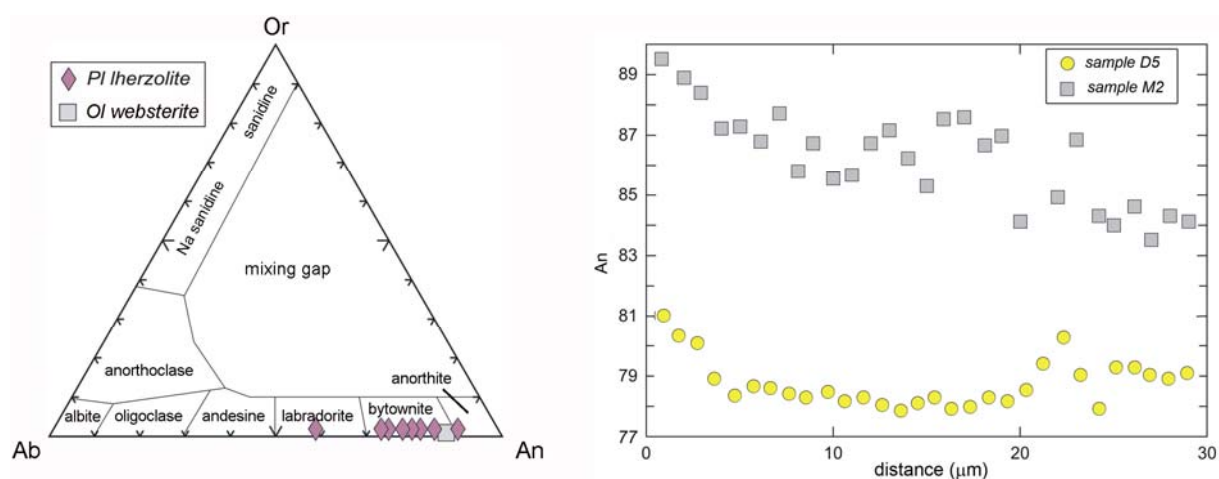 Or
Pl lherzolite
Ol websterite
sanidine
Na sanidine
mixing gap
anorthoclase
anorthite
albite
oligoclase
andesine
labradorite
bytownite
Ab
An
sample D5
sample M2
89
87
85
83
81
79
77
An
0
10
20
30
distance (μm)